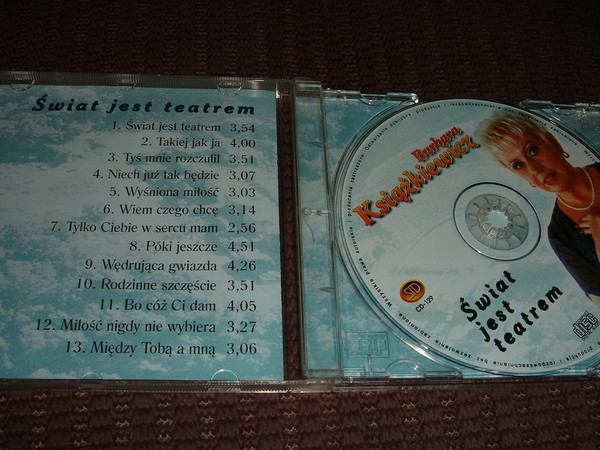 Świat jest teatrem
1. Świat jest teatrem 3,54
2. Takiej jak ja 4,00
3. Tyś mnie rozczulił 3,51
4. Niech już tak będzie 3,07
5. Wyśniona miłość 3,03
6. Wiem czego chcę 3,14
7. Tylko Ciebie w sercu mam 2,56
8. Póki jeszcze 4,51
9. Wędrująca gwiazda 4,26
10. Rodzinne szczęście 3,51
11. Bo cóż Ci dam 4,05
12. Miłość nigdy nie wybiera 3,27
13. Między Tobą a mną 3,06
Książkiewicz
CD-129
Świat
jest
teatrem